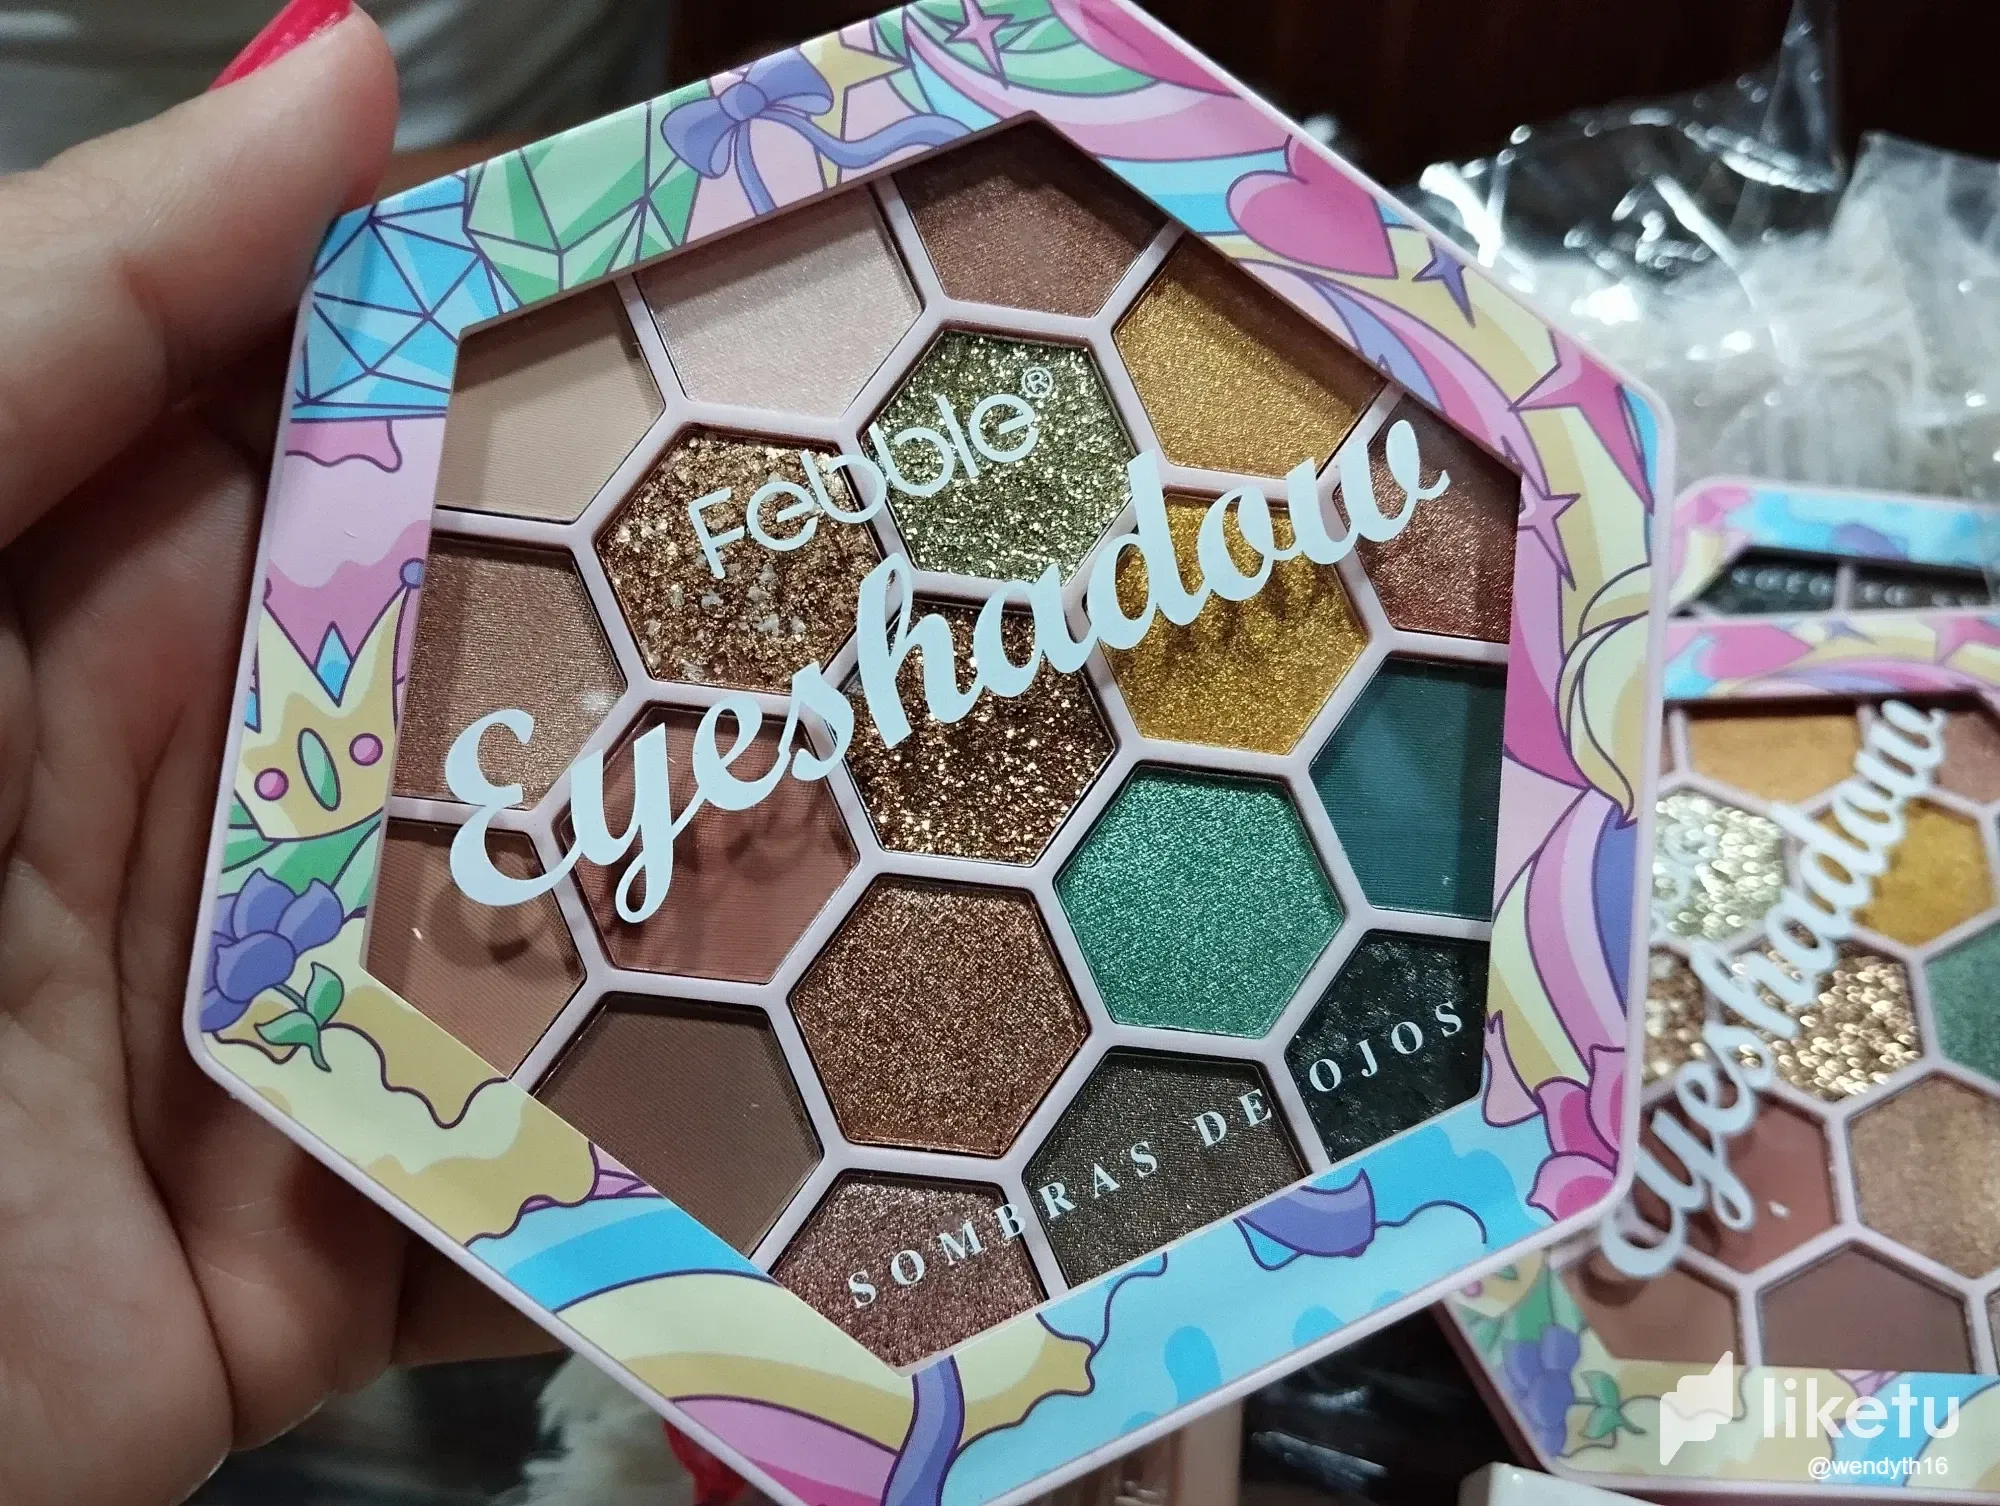 Febble®
Eyeshadow
SOMBRAS DE OJOS
Eyeshadow
liketu
@wendyth16